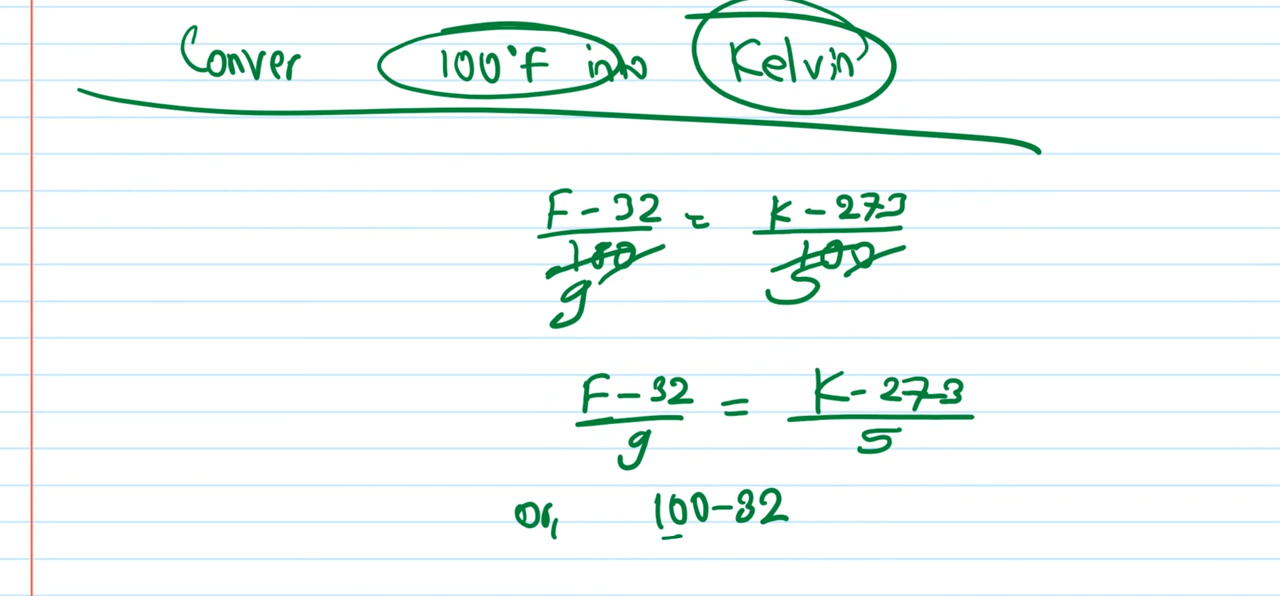 Conver 100°F into Kelvin
F - 32 / 180 = K - 273 / 100
9 5
F - 32 / 9 = K - 273 / 5
or, 100 - 32